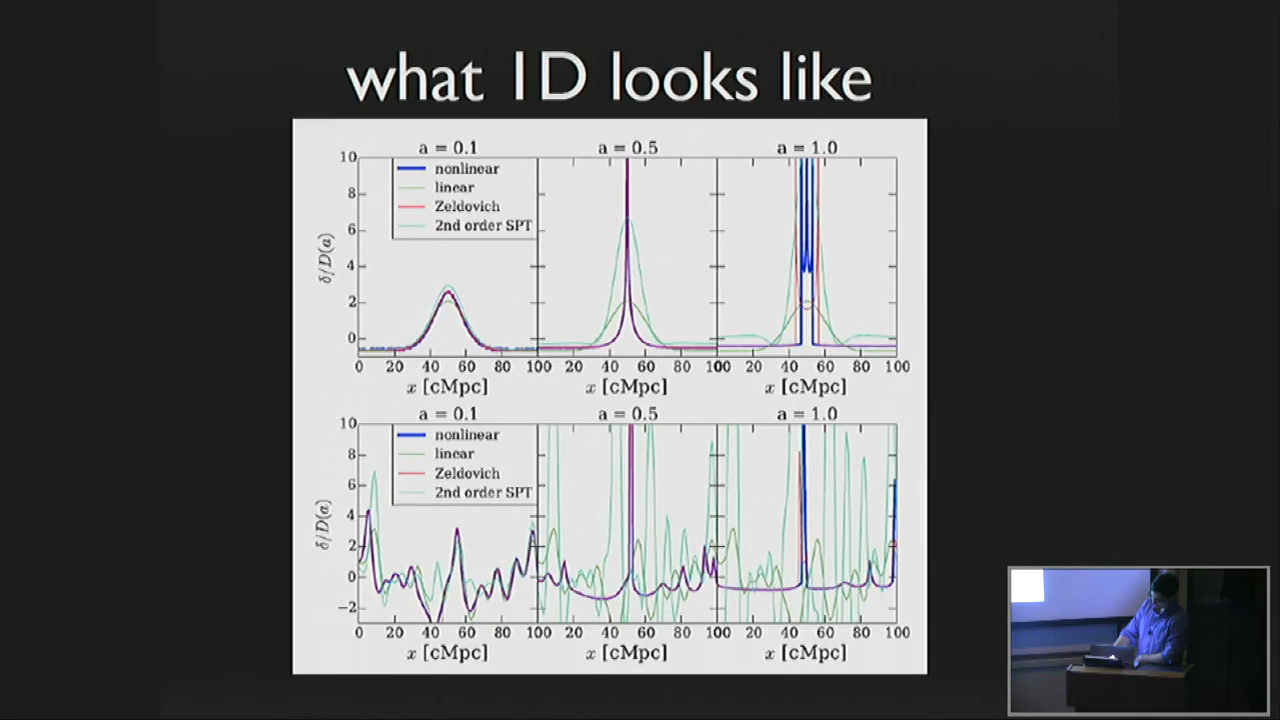 what 1D looks like
a = 0.1 a = 0.5 a = 1.0
10
nonlinear
8
linear
Zeldovich
6
2nd order SPT
4
2
0
δ/D(a)
0 20 40 60 80 100 20 40 60 80 100 20 40 60 80 100
x [cMpc] x [cMpc] x [cMpc]
a = 0.1 a = 0.5 a = 1.0
10
nonlinear
8
linear
Zeldovich
6
2nd order SPT
4
2
0
−2
δ/D(a)
0 20 40 60 80 100 20 40 60 80 100 20 40 60 80 100
x [cMpc] x [cMpc] x [cMpc]